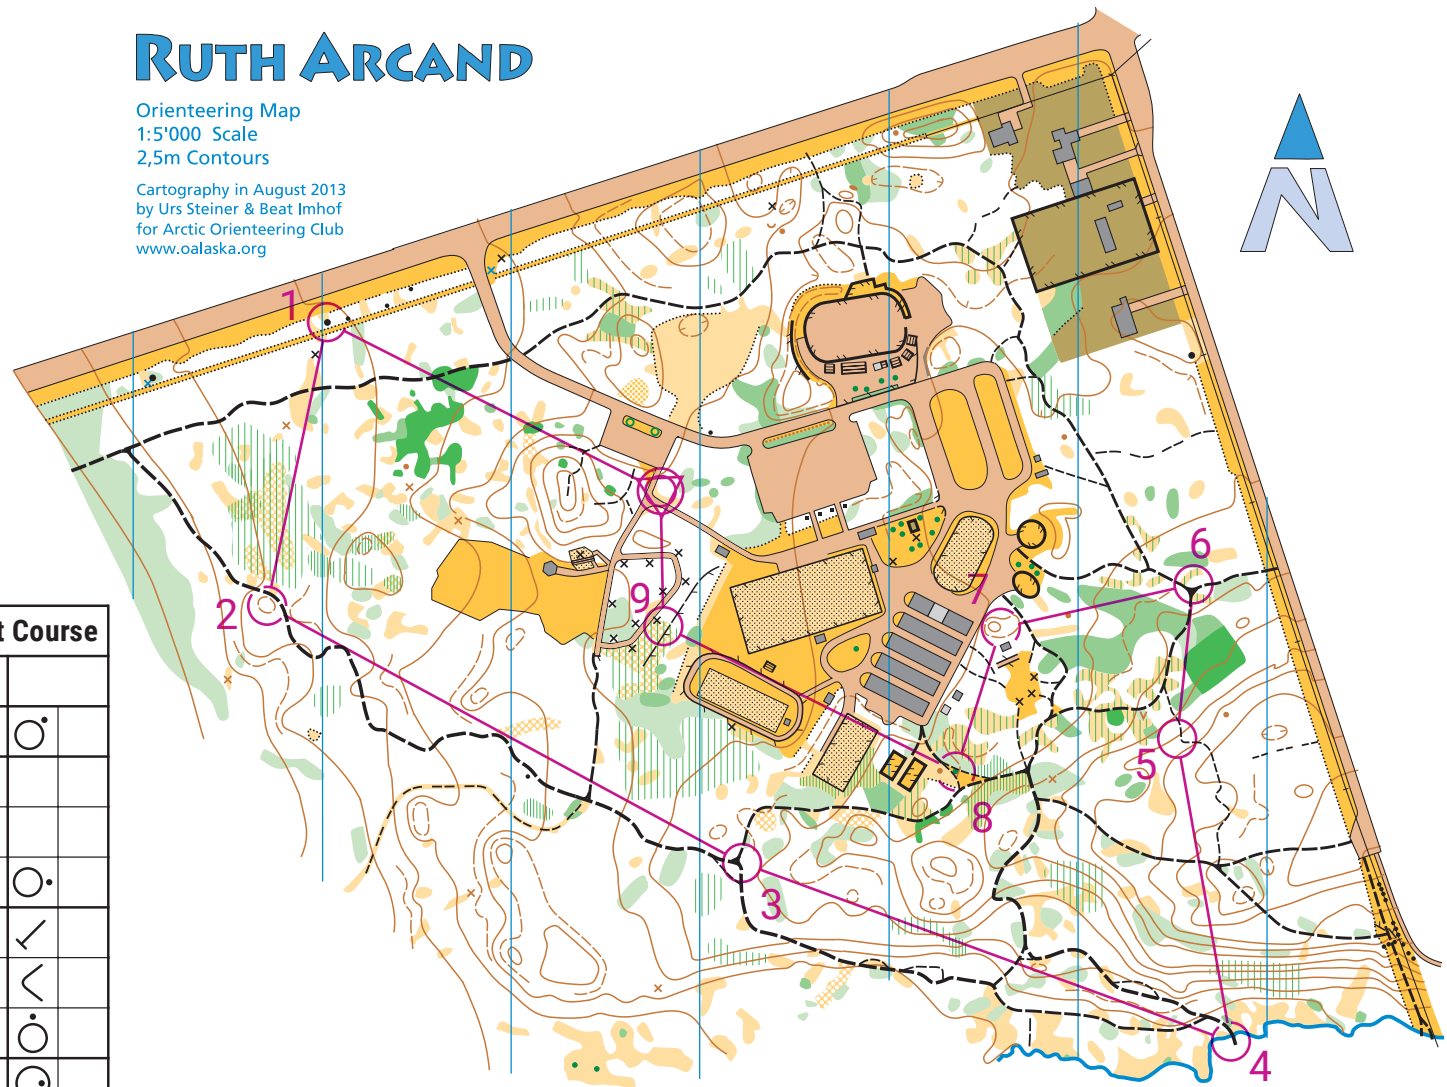 RUTH ARCAND
Orienteering Map
1:5'000 Scale
2,5m Contours
Cartography in August 2013
by Urs Steiner & Beat Imhof
for Arctic Orienteering Club
www.oalaska.org
1
6
7
9
2
t Course
5
8
3
4